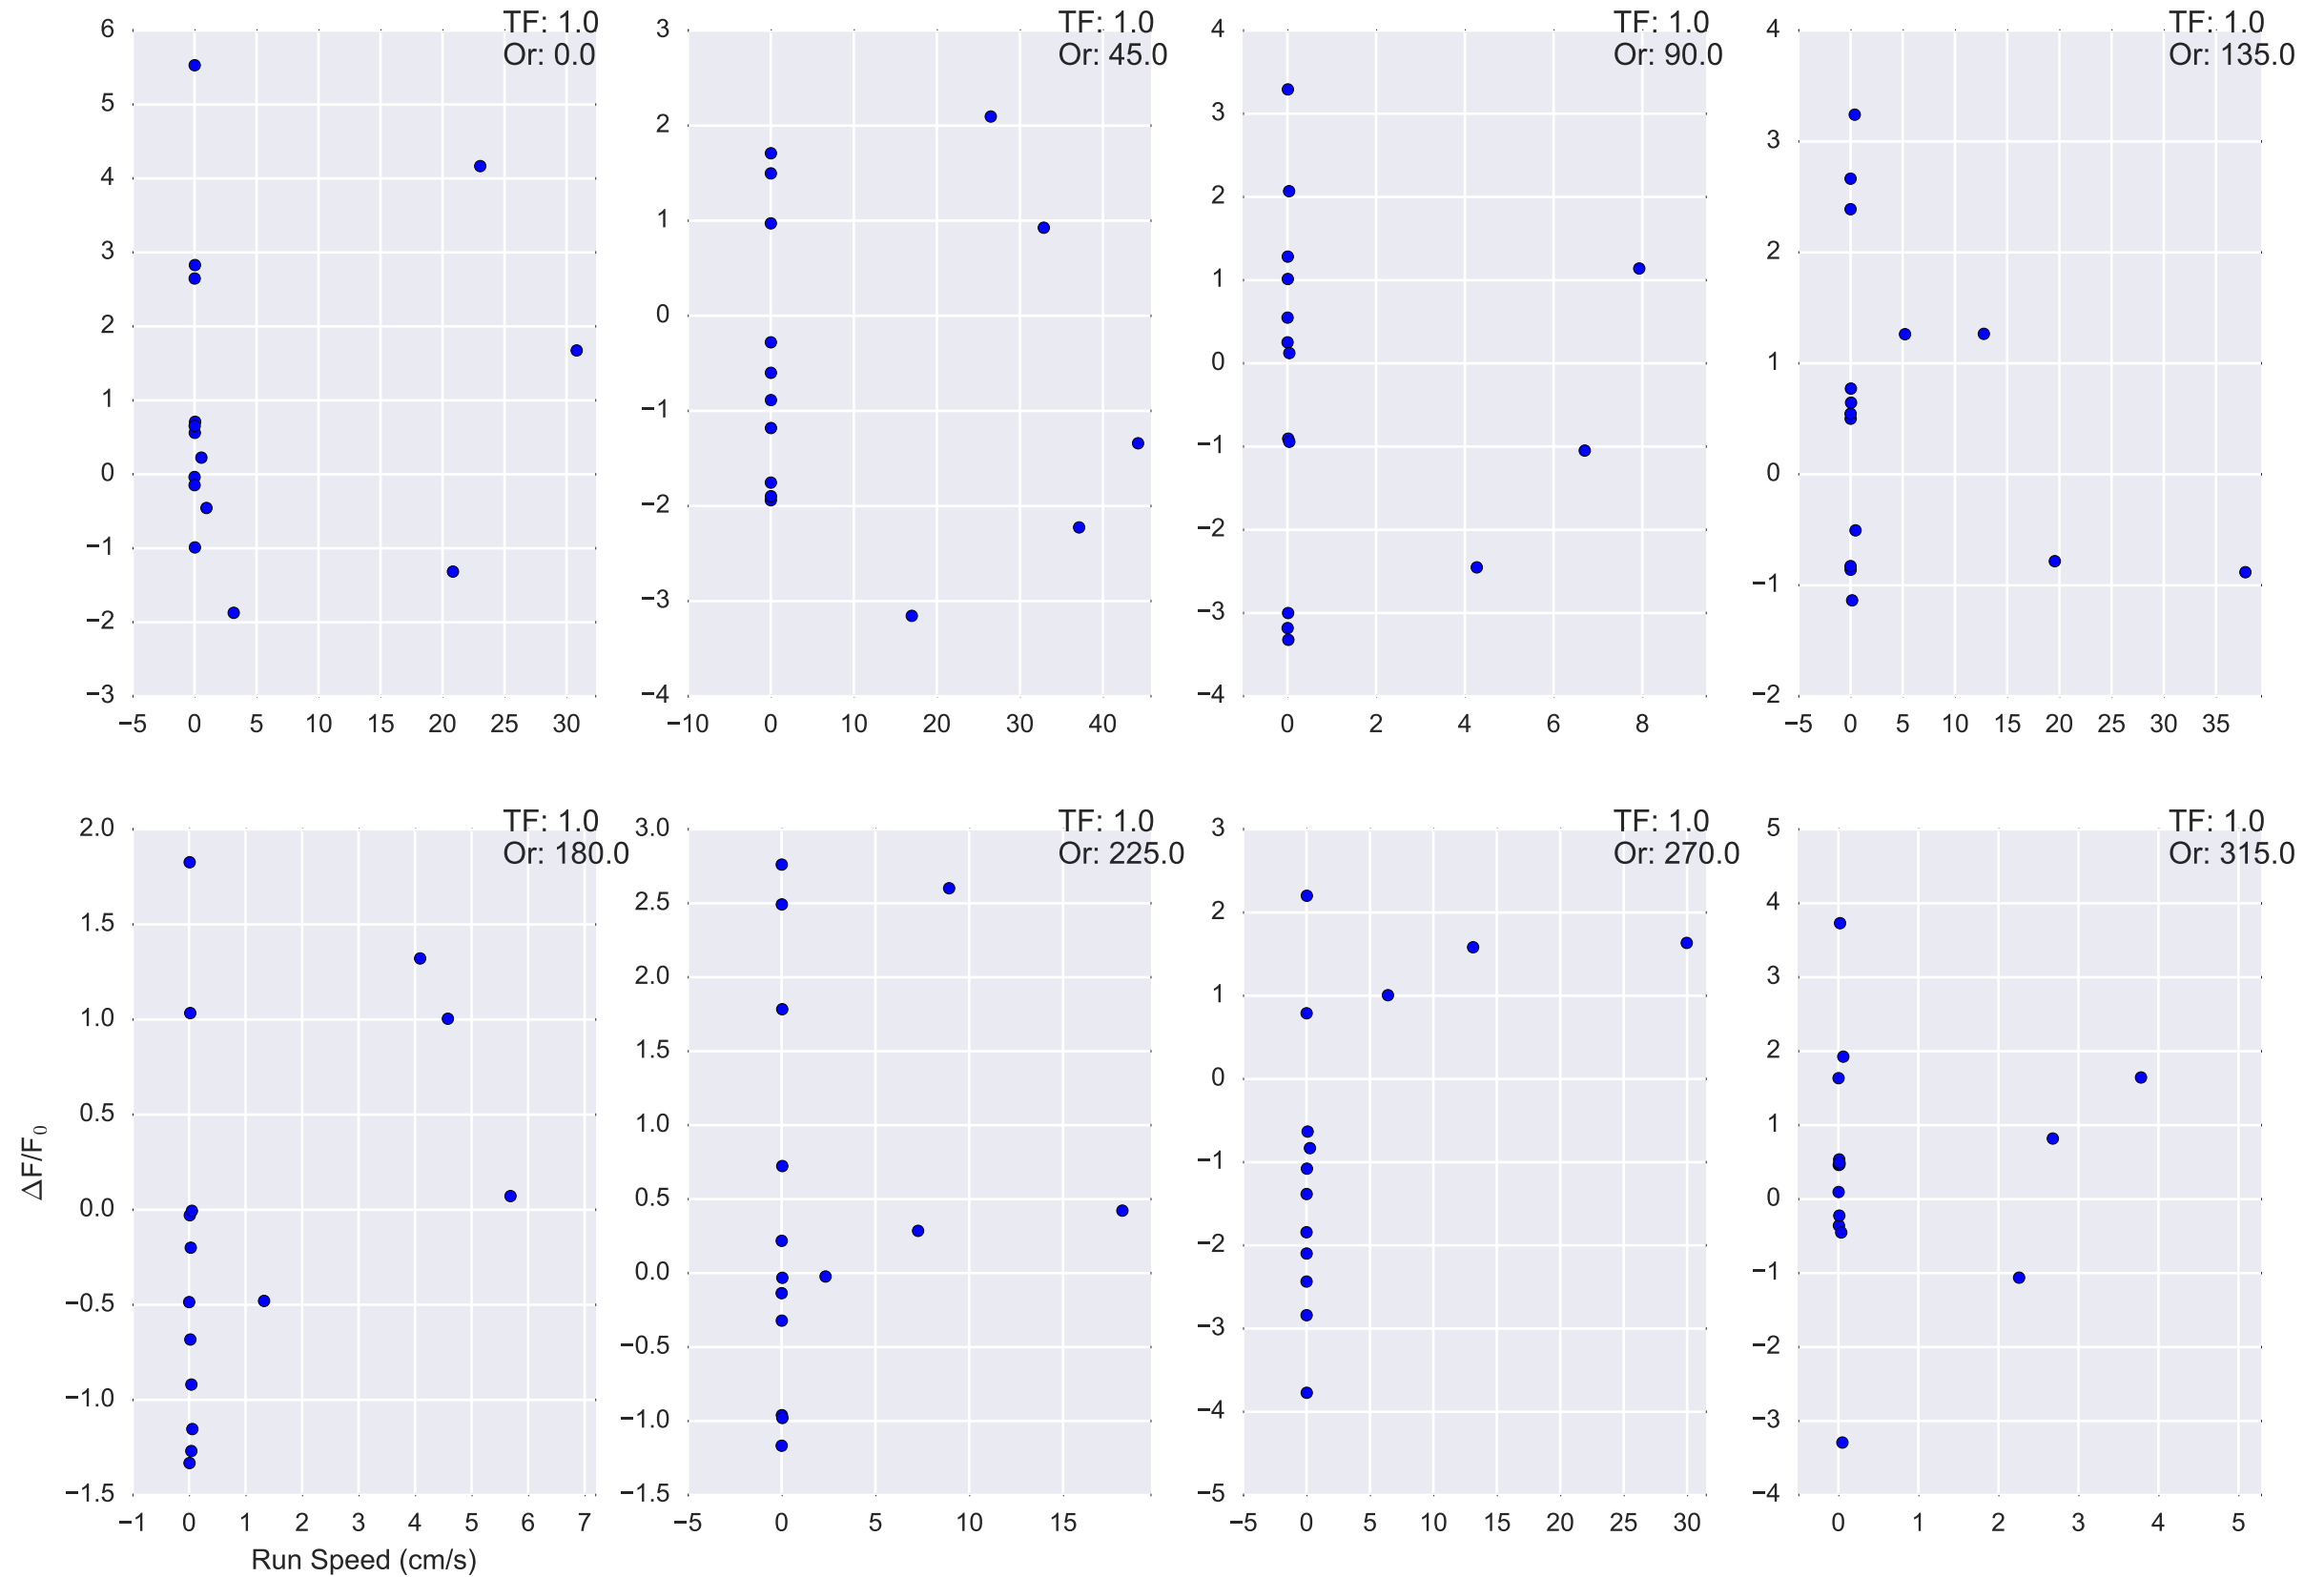 TF: 1.0
Or: 0.0
6
5
4
3
2
1
0
−1
−2
−3
−5 0 5 10 15 20 25 30
TF: 1.0
Or: 45.0
3
2
1
0
−1
−2
−3
−4
−10 0 10 20 30 40
TF: 1.0
Or: 90.0
4
3
2
1
0
−1
−2
−3
−4
0 2 4 6 8
TF: 1.0
Or: 135.0
4
3
2
1
0
−1
−2
−5 0 5 10 15 20 25 30 35
TF: 1.0
Or: 180.0
2.0
1.5
1.0
0.5
0.0
−0.5
−1.0
−1.5
ΔF/F₀
−1 0 1 2 3 4 5 6 7
Run Speed (cm/s)
TF: 1.0
Or: 225.0
3.0
2.5
2.0
1.5
1.0
0.5
0.0
−0.5
−1.0
−1.5
−5 0 5 10 15
TF: 1.0
Or: 270.0
3
2
1
0
−1
−2
−3
−4
−5
−5 0 5 10 15 20 25 30
TF: 1.0
Or: 315.0
5
4
3
2
1
0
−1
−2
−3
−4
0 1 2 3 4 5